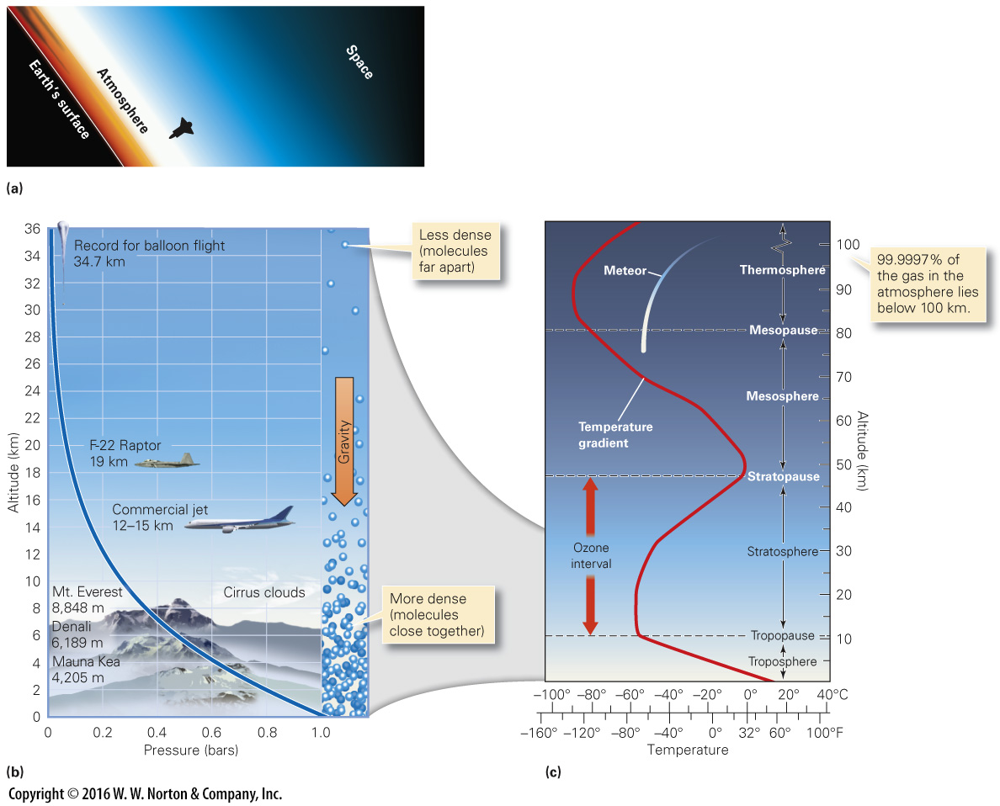 Earth's surface
Atmosphere
Space
(a)
36
34
32
30
28
26
24
22
20
18
16
14
12
10
8
6
4
2
0
Altitude (km)
Record for balloon flight
34.7 km
F-22 Raptor
19 km
Commercial jet
12–15 km
Mt. Everest
8,848 m
Cirrus clouds
Denali
6,189 m
Mauna Kea
4,205 m
Gravity
Less dense
(molecules
far apart)
More dense
(molecules
close together)
0 0.2 0.4 0.6 0.8 1.0
Pressure (bars)
(b)
Meteor
Temperature
gradient
Ozone
interval
Thermosphere
Mesopause
Mesosphere
Stratopause
Stratosphere
Tropopause
Troposphere
100
90
80
70
60
50
40
30
20
10
Altitude (km)
99.9997% of
the gas in the
atmosphere lies
below 100 km.
–100° –80° –60° –40° –20° 0° 20° 40°C
–160° –120° –80° –40° 0° 32° 60° 100°F
Temperature
(c)
Copyright © 2016 W. W. Norton & Company, Inc.